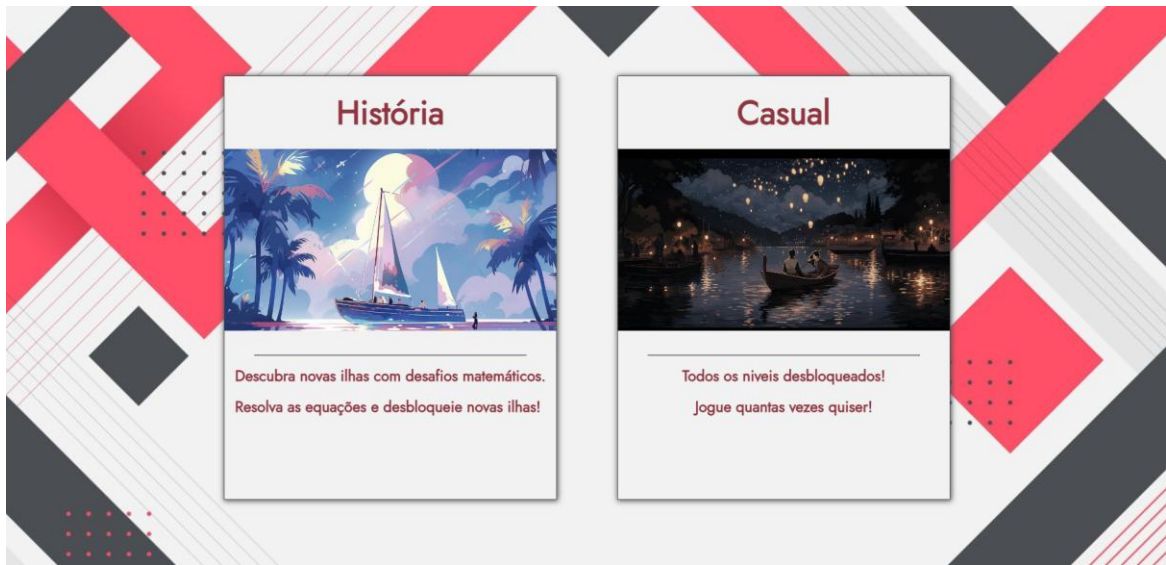 História
Descubra novas ilhas com desafios matemáticos.
Resolva as equações e desbloqueie novas ilhas!
Casual
Todos os niveis desbloqueados!
Jogue quantas vezes quiser!